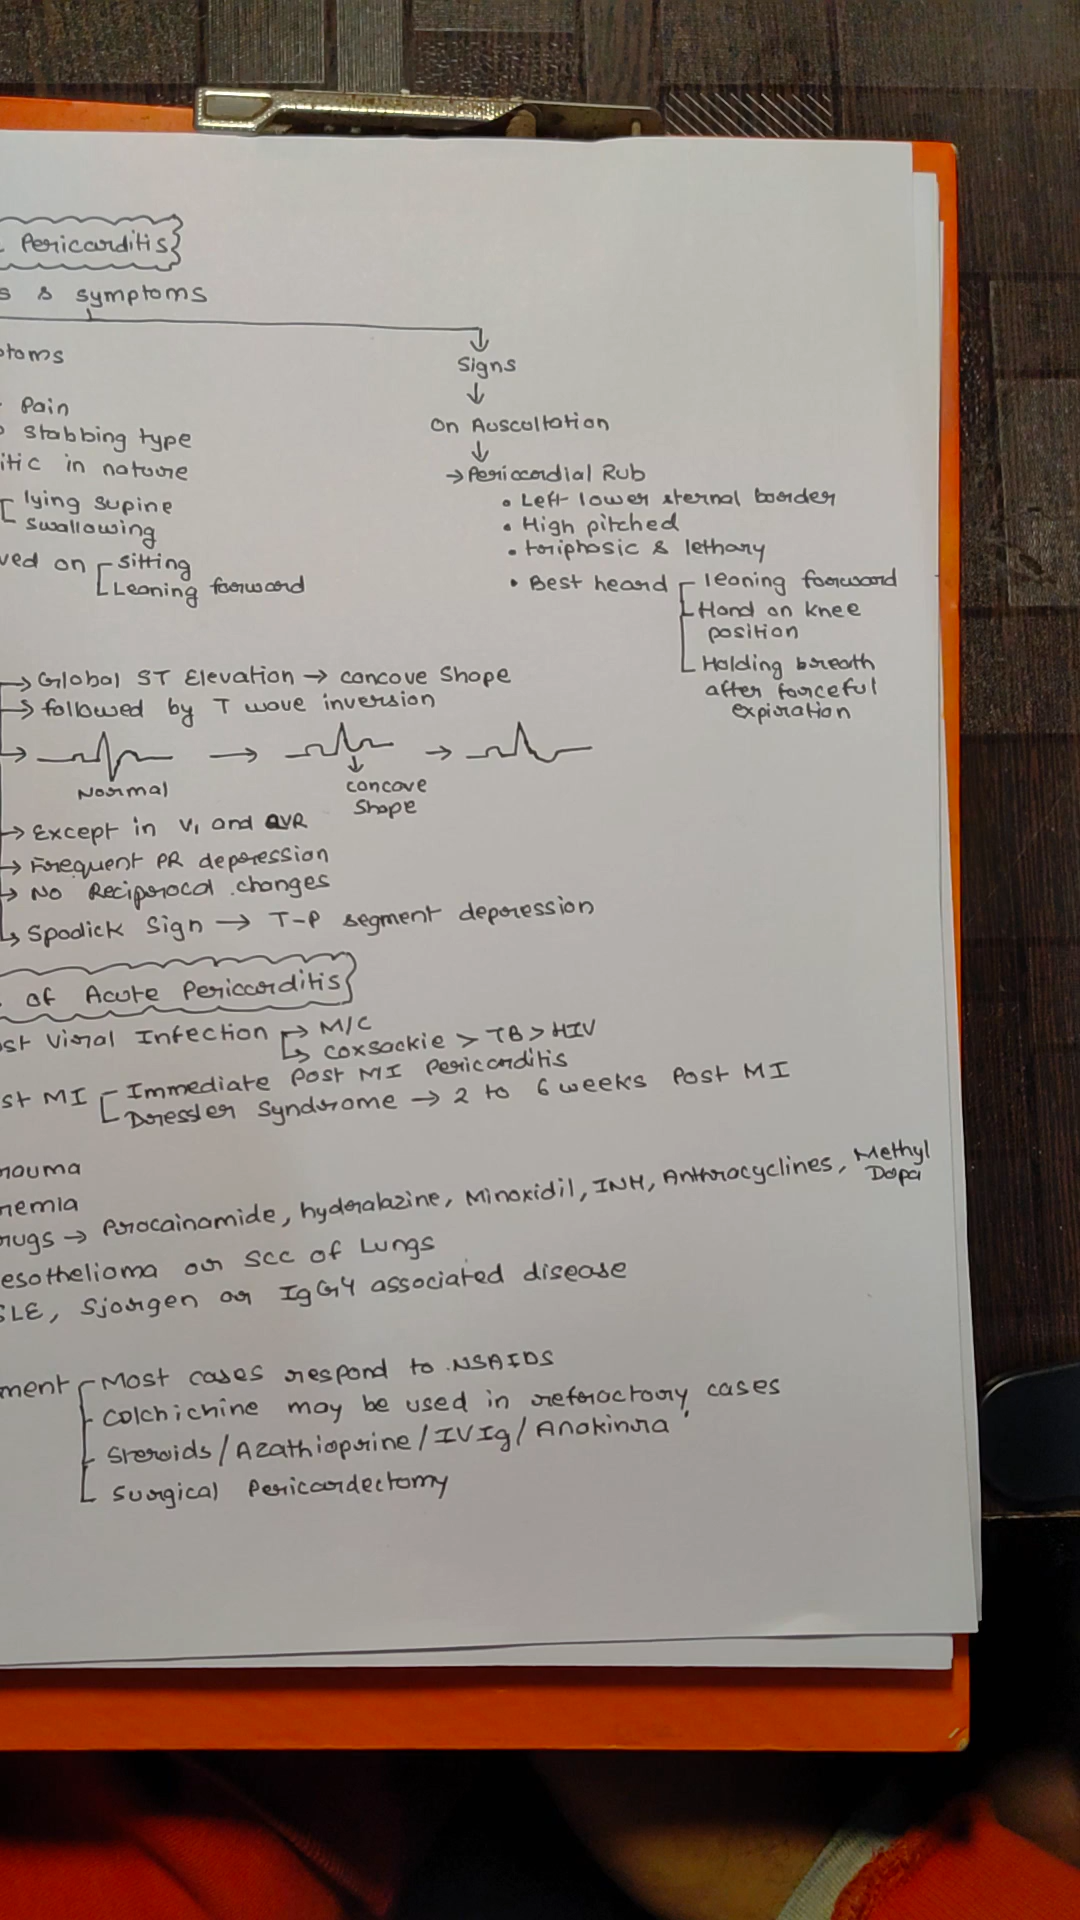 Pericarditis
s & symptoms
ptoms
Signs
Pain
On Auscultation
stabbing type
itic in nature
→ Pericardial Rub
lying supine
• Left lower sternal border
swallowing
• High pitched
ved on sitting
• triphasic & lethary
Leaning forward
• Best heard leaning forward
Hand on knee
position
Holding breath
after forceful
expiration
→ Global ST Elevation → concave Shape
→ followed by T wave inversion
→ → →
Normal
concave
Shape
→ Except in V1 and aVR
→ Frequent PR depression
→ No Reciprocal changes
→ Spodick Sign → T-P segment depression
of Acute Pericarditis
st Viral Infection → M/C
→ coxsackie > TB > HIV
st MI Immediate Post MI Pericarditis
Dressler Syndrome → 2 to 6 weeks Post MI
rauma
remia
rugs → Procainamide, hyderalazine, Minoxidil, INH, Anthracyclines, Methyl
Dopa
esothelioma or SCC of Lungs
SLE, Sjorgen or IgG4 associated disease
ment Most cases respond to NSAIDS
Colchichine may be used in refractory cases
Steroids / Azathioprine / IVIg / Anakinra
Surgical Pericardectomy